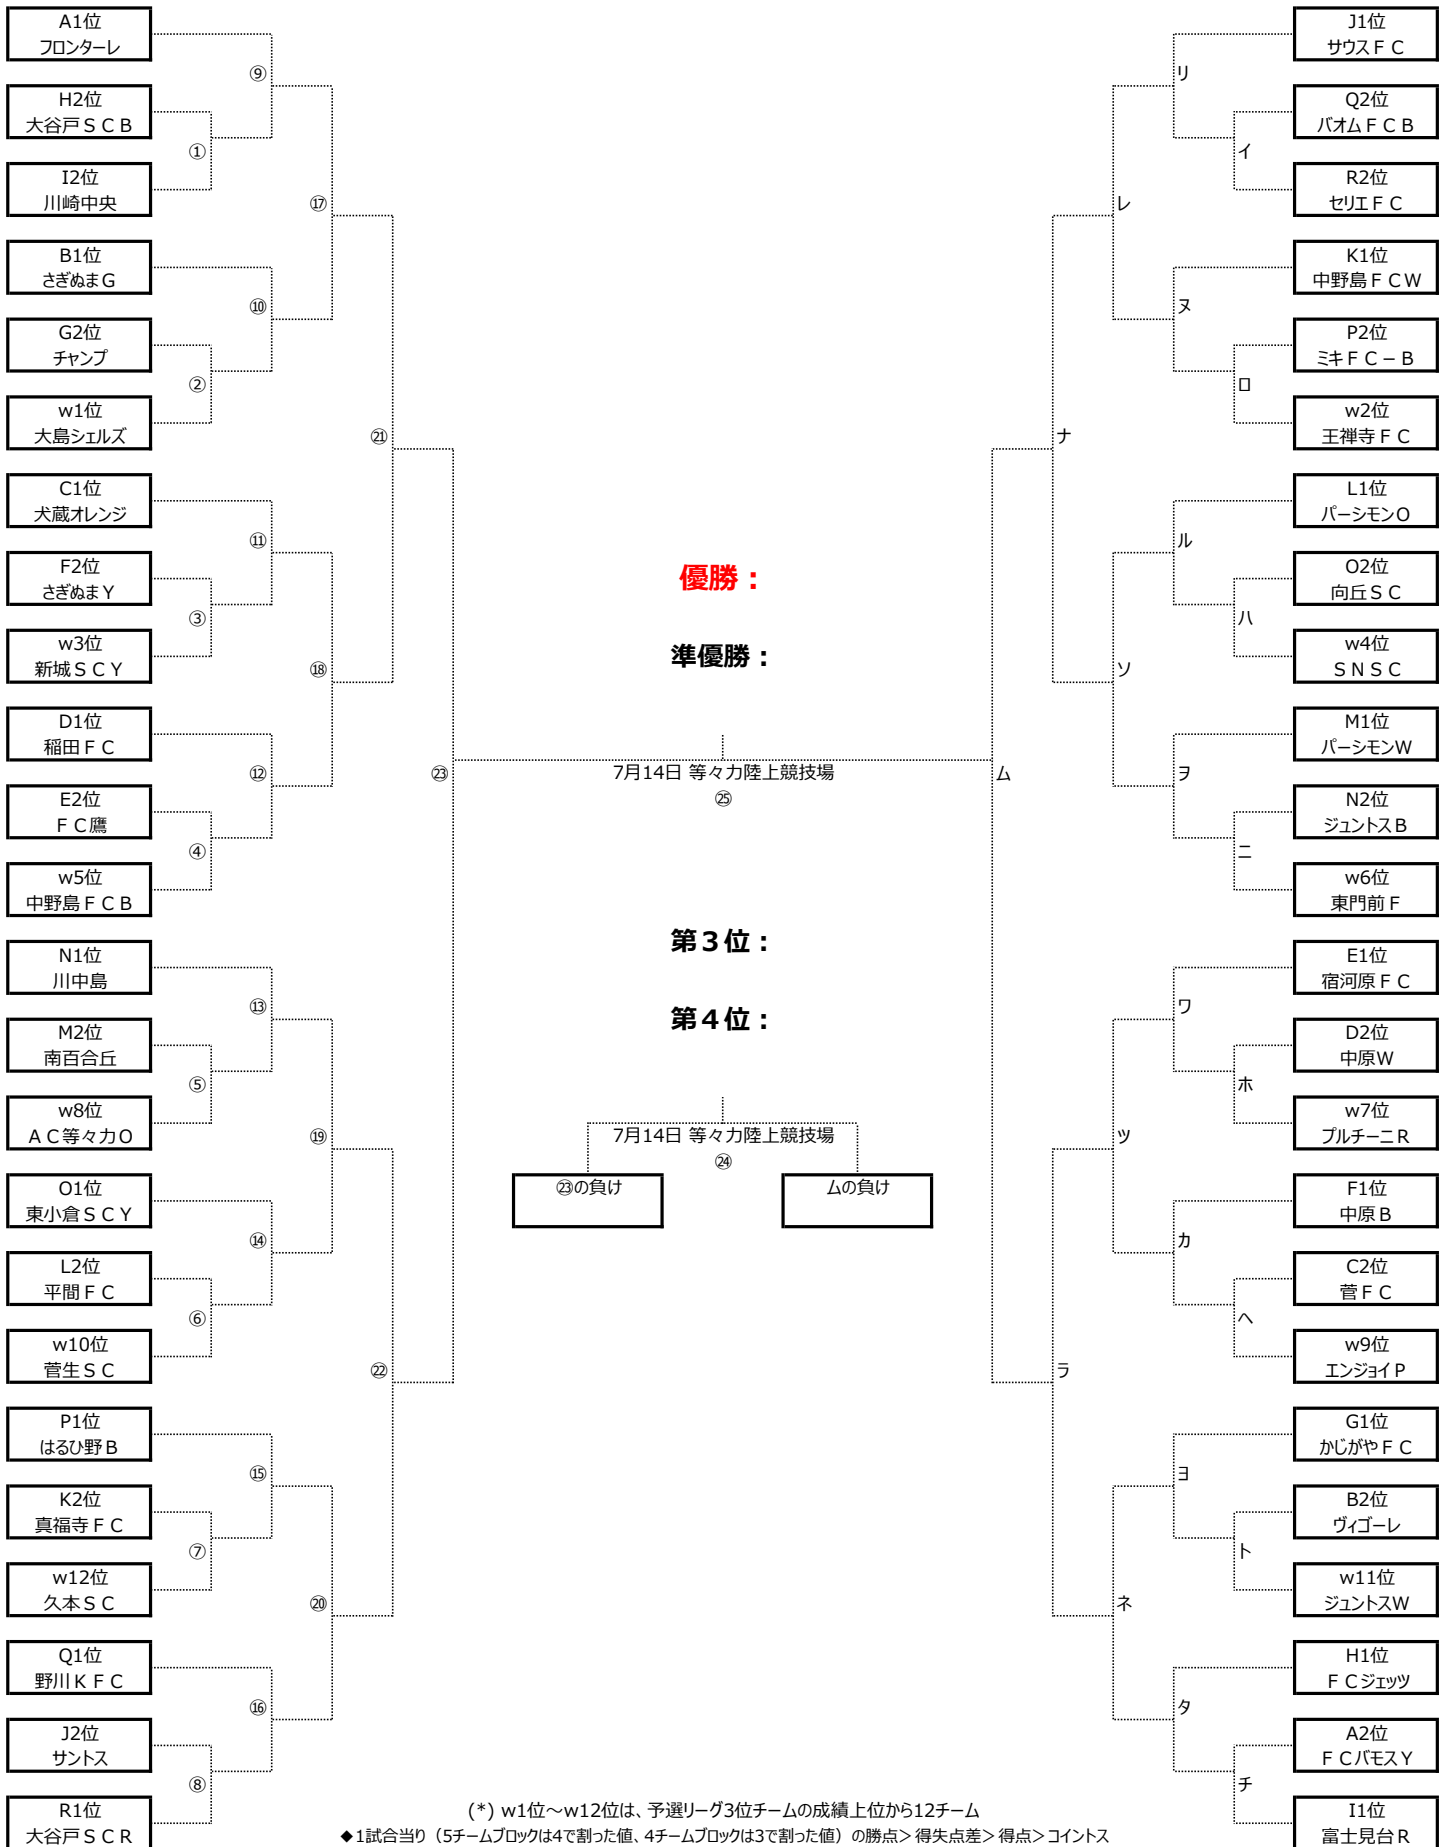 A1位
フロンターレ
⑨
H2位
大谷戸ＳＣＢ
①
I2位
川崎中央
⑰
B1位
さぎぬまＧ
⑩
G2位
チャンプ
②
w1位
大島シェルズ
㉑
C1位
犬蔵オレンジ
⑪
F2位
さぎぬまＹ
③
w3位
新城ＳＣＹ
⑱
D1位
稲田ＦＣ
⑫
E2位
ＦＣ鷹
④
w5位
中野島ＦＣＢ
㉓
N1位
川中島
⑬
M2位
南百合丘
⑤
w8位
ＡＣ等々力Ｏ
⑲
O1位
東小倉ＳＣＹ
⑭
L2位
平間ＦＣ
⑥
w10位
菅生ＳＣ
㉒
P1位
はるひ野Ｂ
⑮
K2位
真福寺ＦＣ
⑦
w12位
久本ＳＣ
⑳
Q1位
野川ＫＦＣ
⑯
J2位
サントス
⑧
R1位
大谷戸ＳＣＲ
優勝：
準優勝：
7月14日 等々力陸上競技場
㉕
第３位：
第４位：
7月14日 等々力陸上競技場
㉔
㉓の負け
ムの負け
J1位
サウスＦＣ
リ
Q2位
バオムＦＣＢ
イ
R2位
セリエＦＣ
レ
K1位
中野島ＦＣＷ
ヌ
P2位
ミキＦＣ－Ｂ
ロ
w2位
王禅寺ＦＣ
ナ
L1位
パーシモンＯ
ル
O2位
向丘ＳＣ
ハ
w4位
ＳＮＳＣ
ソ
M1位
パーシモンＷ
ヲ
N2位
ジュントスＢ
ニ
w6位
東門前Ｆ
ム
E1位
宿河原ＦＣ
ワ
D2位
中原Ｗ
ホ
w7位
プルチーニＲ
ツ
F1位
中原Ｂ
カ
C2位
菅ＦＣ
ヘ
w9位
エンジョイＰ
ラ
G1位
かじがやＦＣ
ヨ
B2位
ヴィゴーレ
ト
w11位
ジュントスＷ
ネ
H1位
ＦＣジェッツ
タ
A2位
ＦＣバモスＹ
チ
I1位
富士見台Ｒ
(*) w1位～w12位は、予選リーグ3位チームの成績上位から12チーム
◆1試合当り（5チームブロックは4で割った値、4チームブロックは3で割った値）の勝点＞得失点差＞得点＞コイントス